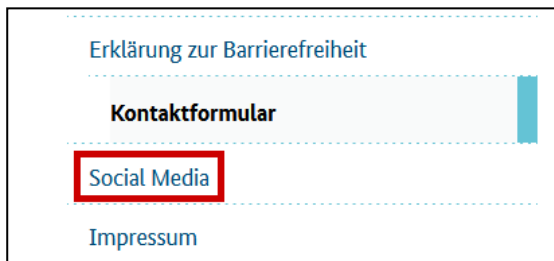 Erklärung zur Barrierefreiheit
Kontaktformular
Social Media
Impressum